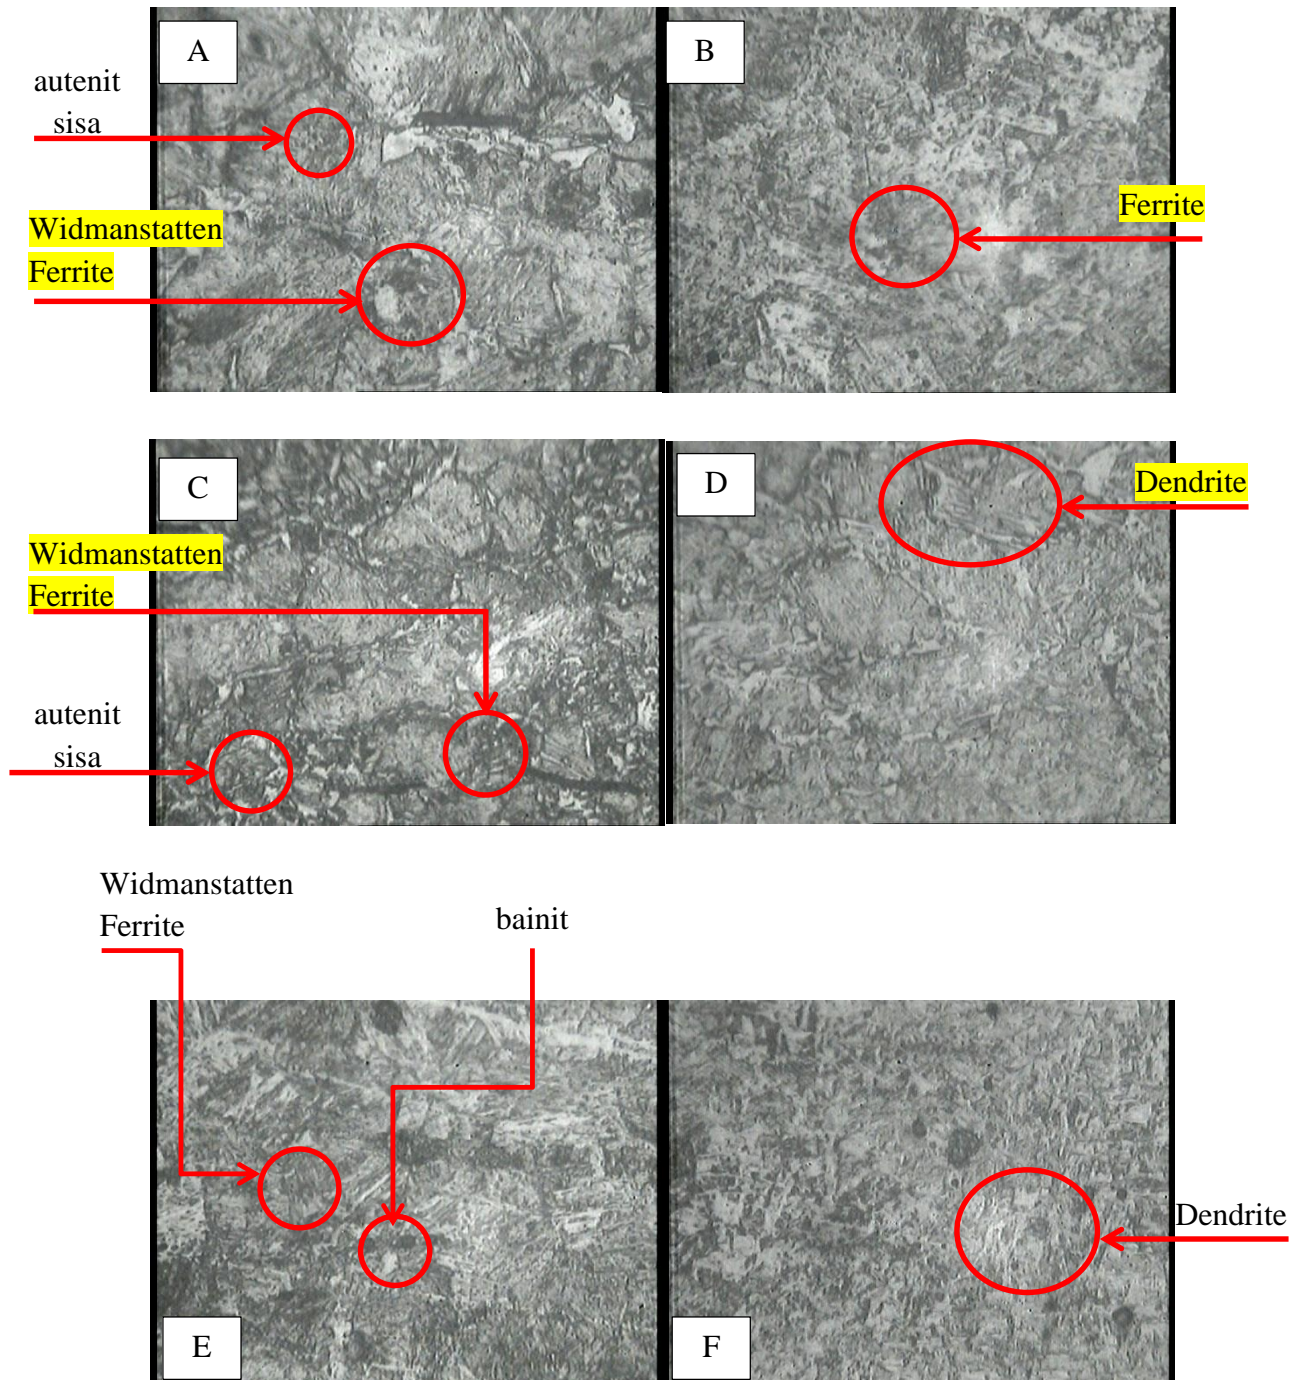 A
B
autenit
sisa
Widmanstatten
Ferrite
Ferrite
C
D
Dendrite
Widmanstatten
Ferrite
autenit
sisa
Widmanstatten
Ferrite
bainit
Dendrite
E
F